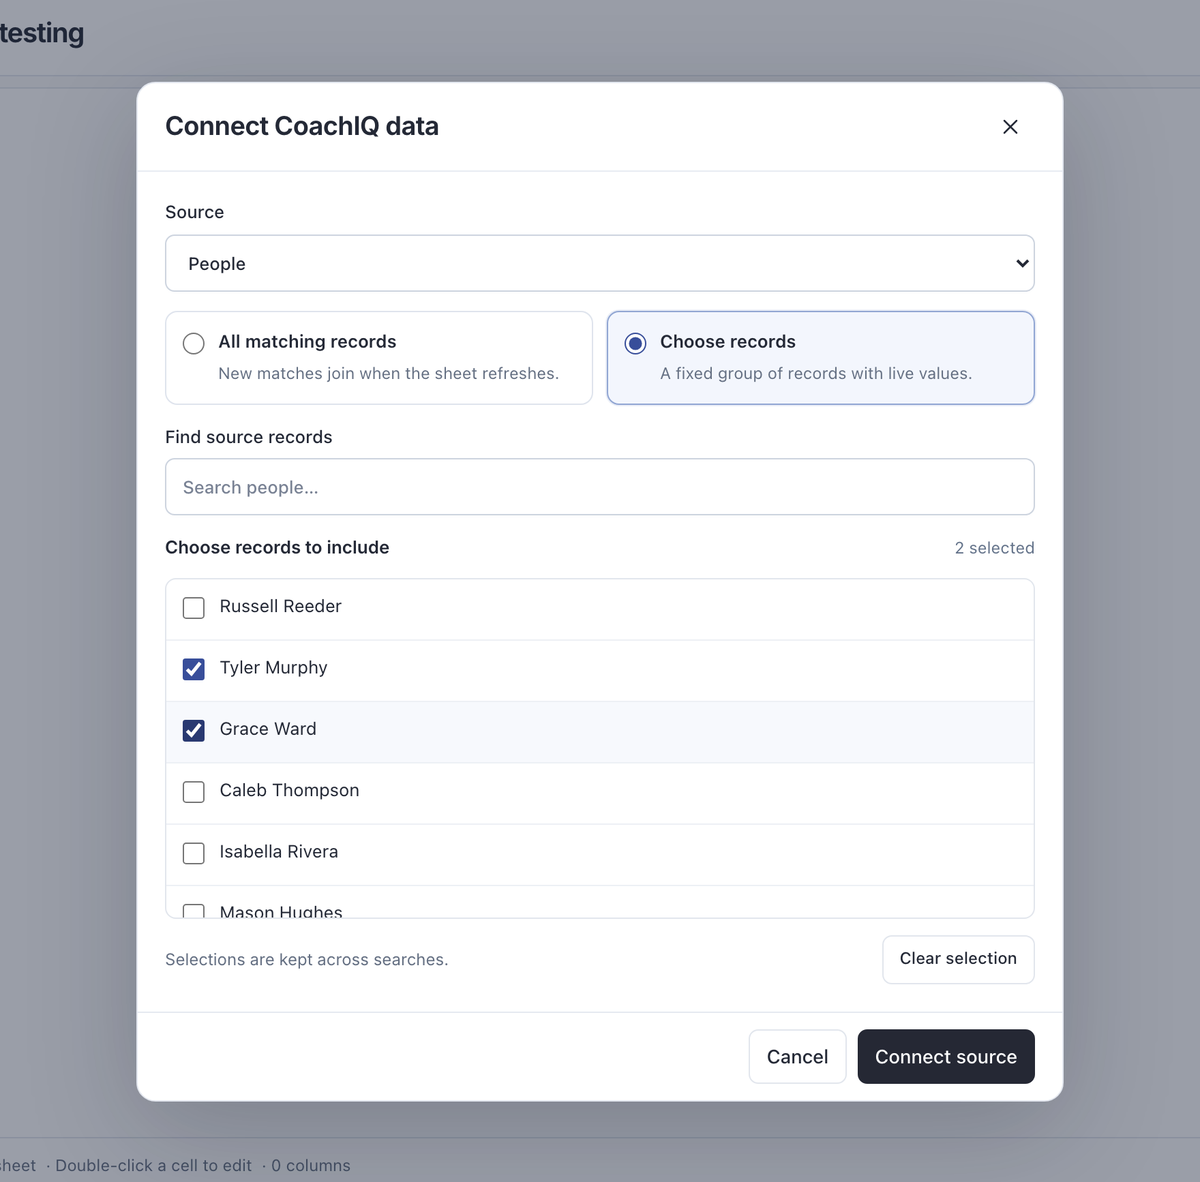 testing
Connect CoachIQ data
Source
People
All matching records
New matches join when the sheet refreshes.
Choose records
A fixed group of records with live values.
Find source records
Search people...
Choose records to include
2 selected
Russell Reeder
Tyler Murphy
Grace Ward
Caleb Thompson
Isabella Rivera
Mason Hughes
Selections are kept across searches.
Clear selection
Cancel
Connect source
sheet · Double-click a cell to edit · 0 columns